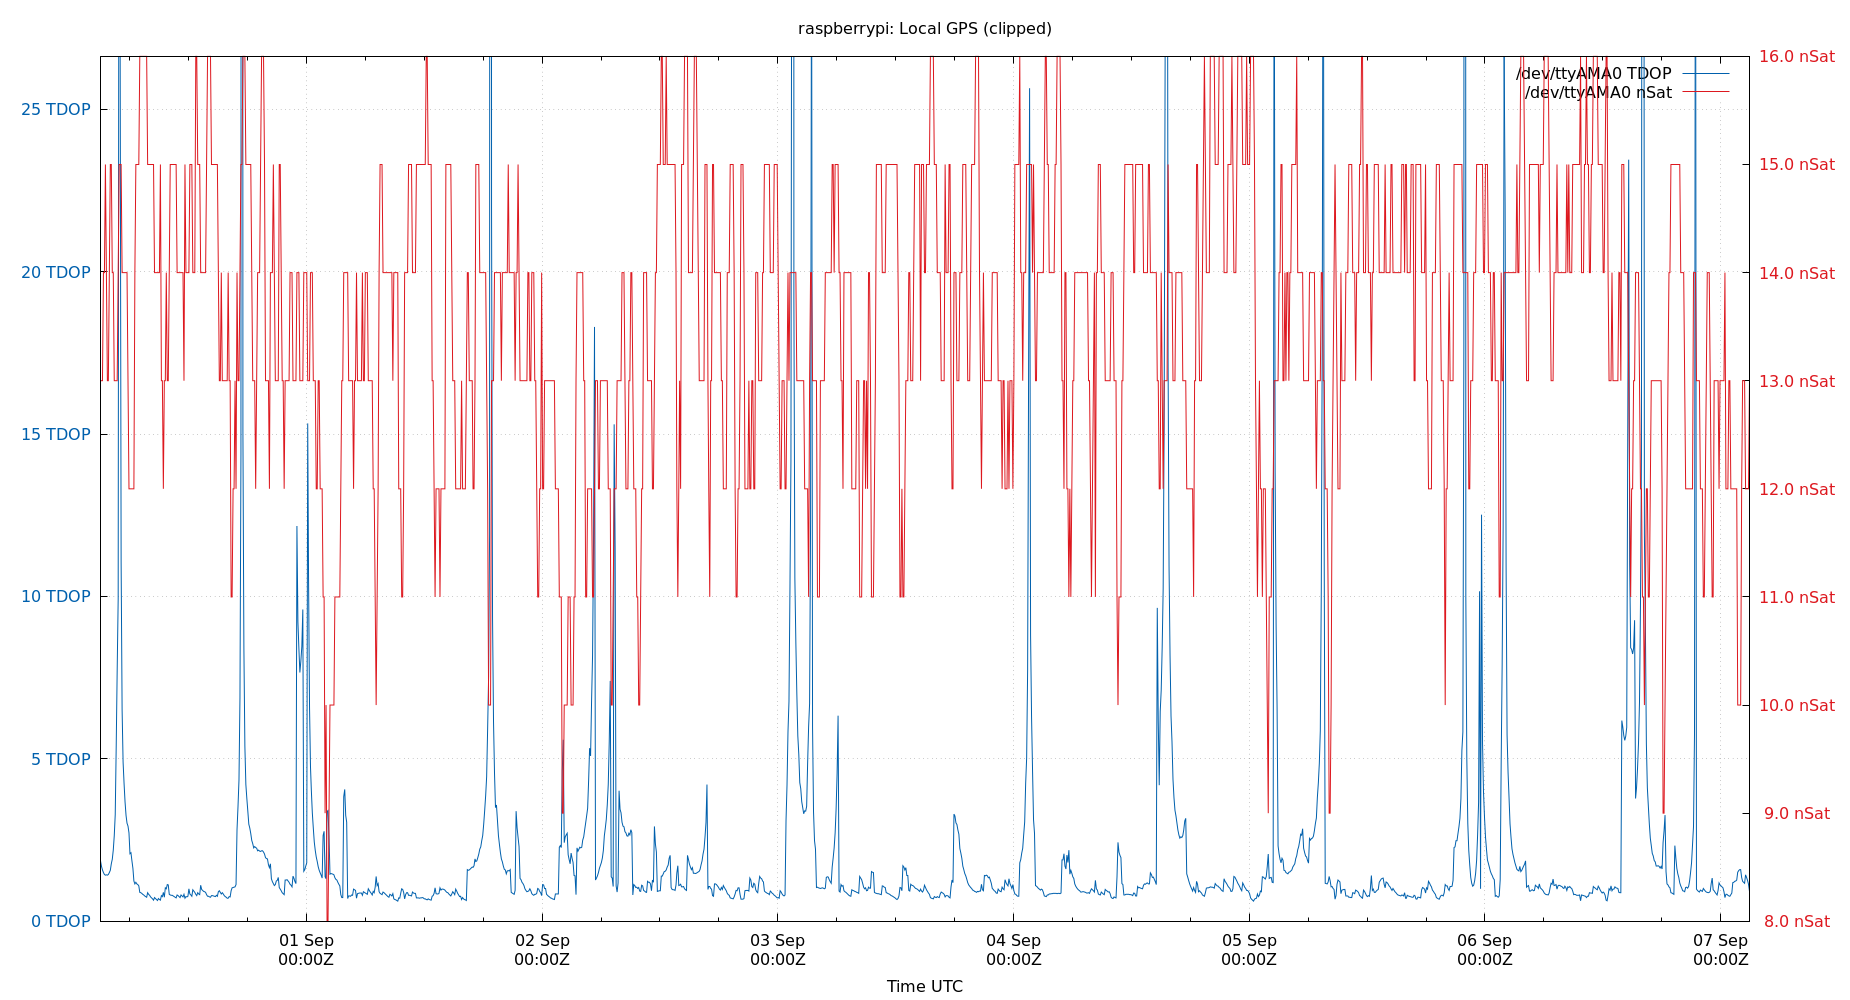 raspberrypi: Local GPS (clipped)
16.0 nSat
/dev/ttyAMA0 TDOP
/dev/ttyAMA0 nSat
25 TDOP
15.0 nSat
20 TDOP
14.0 nSat
13.0 nSat
15 TDOP
12.0 nSat
10 TDOP
11.0 nSat
10.0 nSat
5 TDOP
9.0 nSat
0 TDOP
8.0 nSat
01 Sep 02 Sep 03 Sep 04 Sep 05 Sep 06 Sep 07 Sep
00:00Z 00:00Z 00:00Z 00:00Z 00:00Z 00:00Z 00:00Z
Time UTC